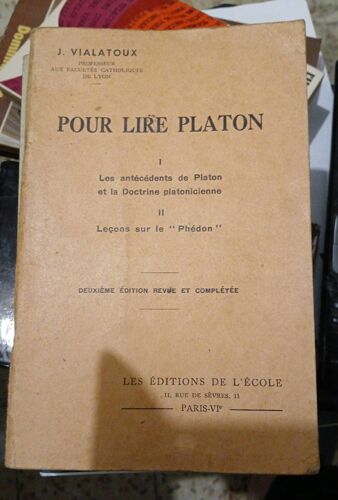 J. VIALATOUX
PROFESSEUR
AUX FACULTÉS CATHOLIQUES
DE LYON
POUR LIRE PLATON
I
Les antécédents de Platon
et la Doctrine platonicienne
II
Leçons sur le "Phédon"
DEUXIÈME ÉDITION REVUE ET COMPLÉTÉE
LES ÉDITIONS DE L'ÉCOLE
11, RUE DE SÈVRES, 11
PARIS-VIe